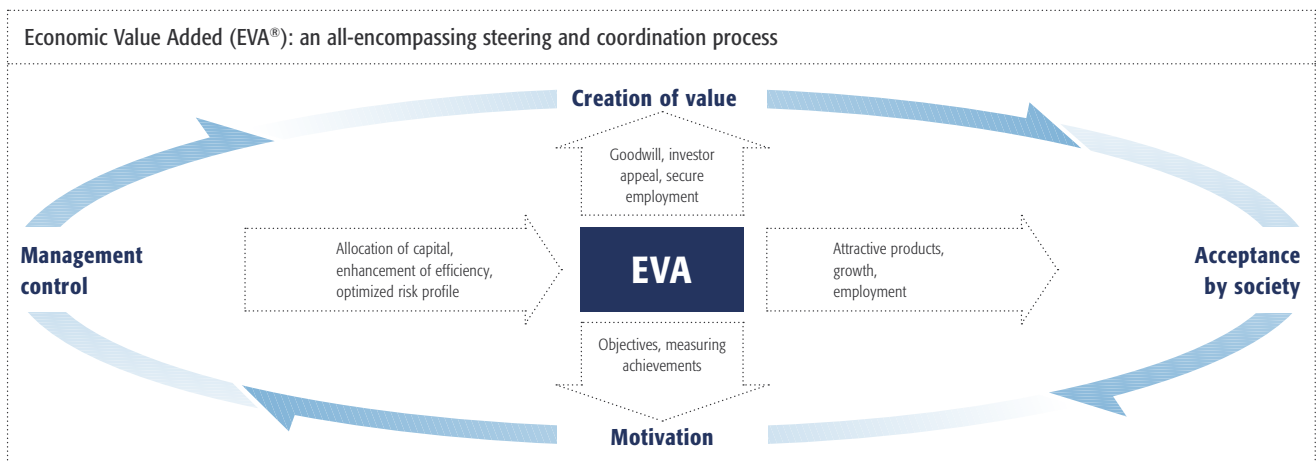 Economic Value Added (EVA®): an all-encompassing steering and coordination process
Creation of value
Goodwill, investor
appeal, secure
employment
Management
control
Allocation of capital,
enhancement of efficiency,
optimized risk profile
EVA
Attractive products,
growth,
employment
Acceptance
by society
Objectives, measuring
achievements
Motivation